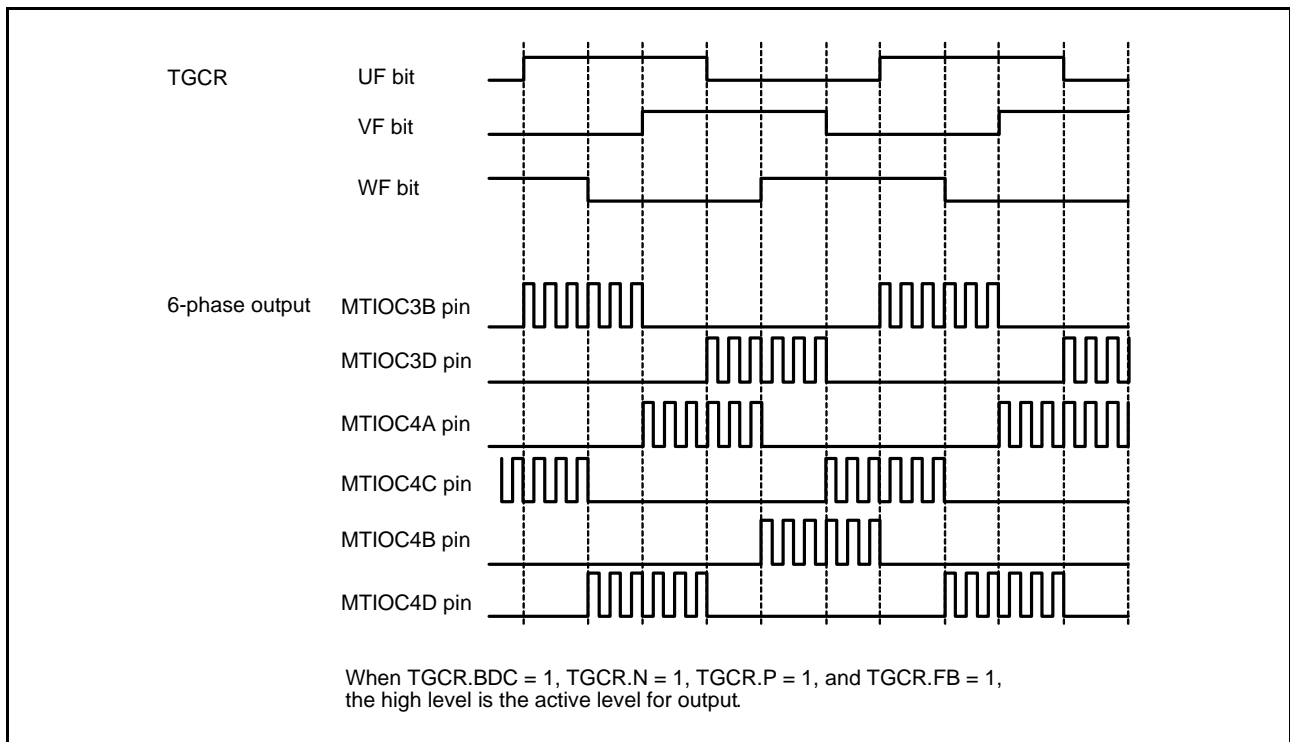 TGCR UF bit
VF bit
WF bit
6-phase output MTIOC3B pin
MTIOC3D pin
MTIOC4A pin
MTIOC4C pin
MTIOC4B pin
MTIOC4D pin
When TGCR.BDC = 1, TGCR.N = 1, TGCR.P = 1, and TGCR.FB = 1,
the high level is the active level for output.